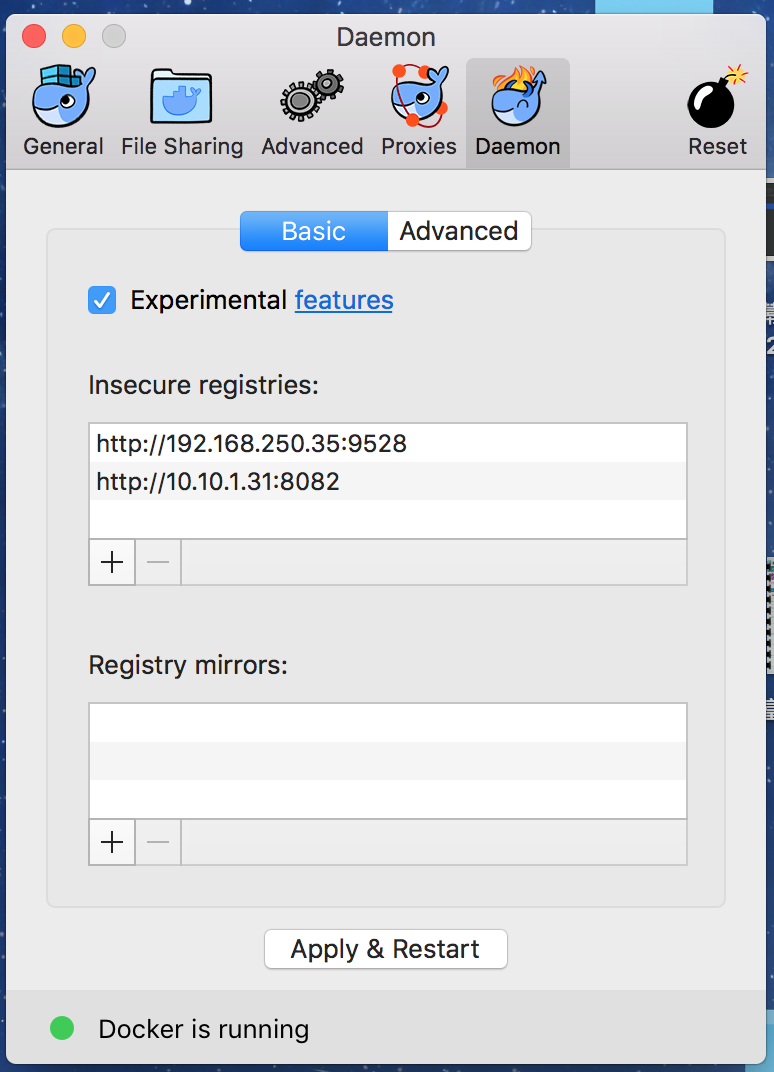 Daemon
General File Sharing Advanced Proxies Daemon Reset
Basic Advanced
Experimental features
Insecure registries:
http://192.168.250.35:9528
http://10.10.1.31:8082
Registry mirrors:
Apply & Restart
Docker is running